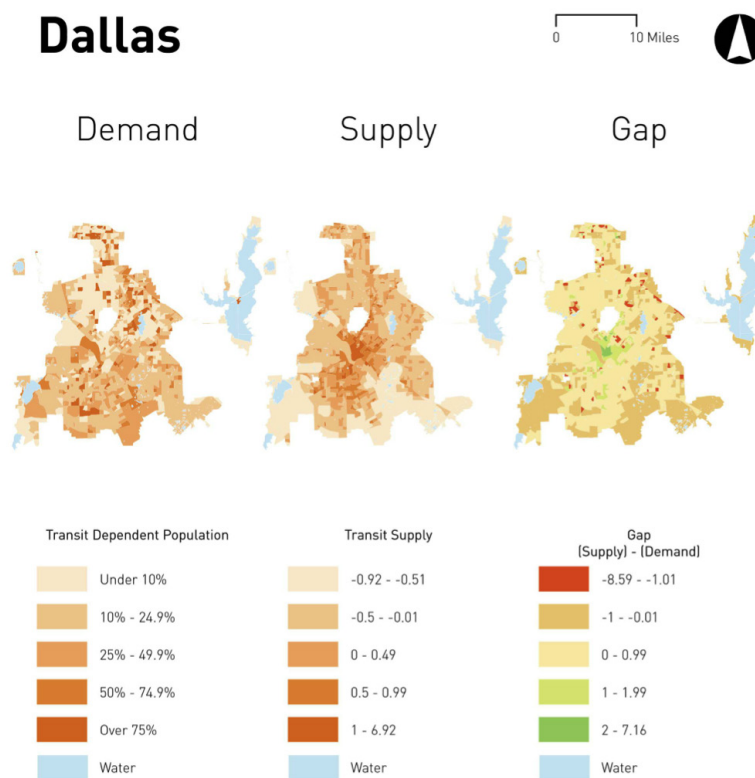 Dallas
0 10 Miles
Demand Supply Gap
Transit Dependent Population
Under 10%
10% - 24.9%
25% - 49.9%
50% - 74.9%
Over 75%
Water
Transit Supply
-0.92 - -0.51
-0.5 - -0.01
0 - 0.49
0.5 - 0.99
1 - 6.92
Water
Gap
(Supply) - (Demand)
-8.59 - -1.01
-1 - -0.01
0 - 0.99
1 - 1.99
2 - 7.16
Water